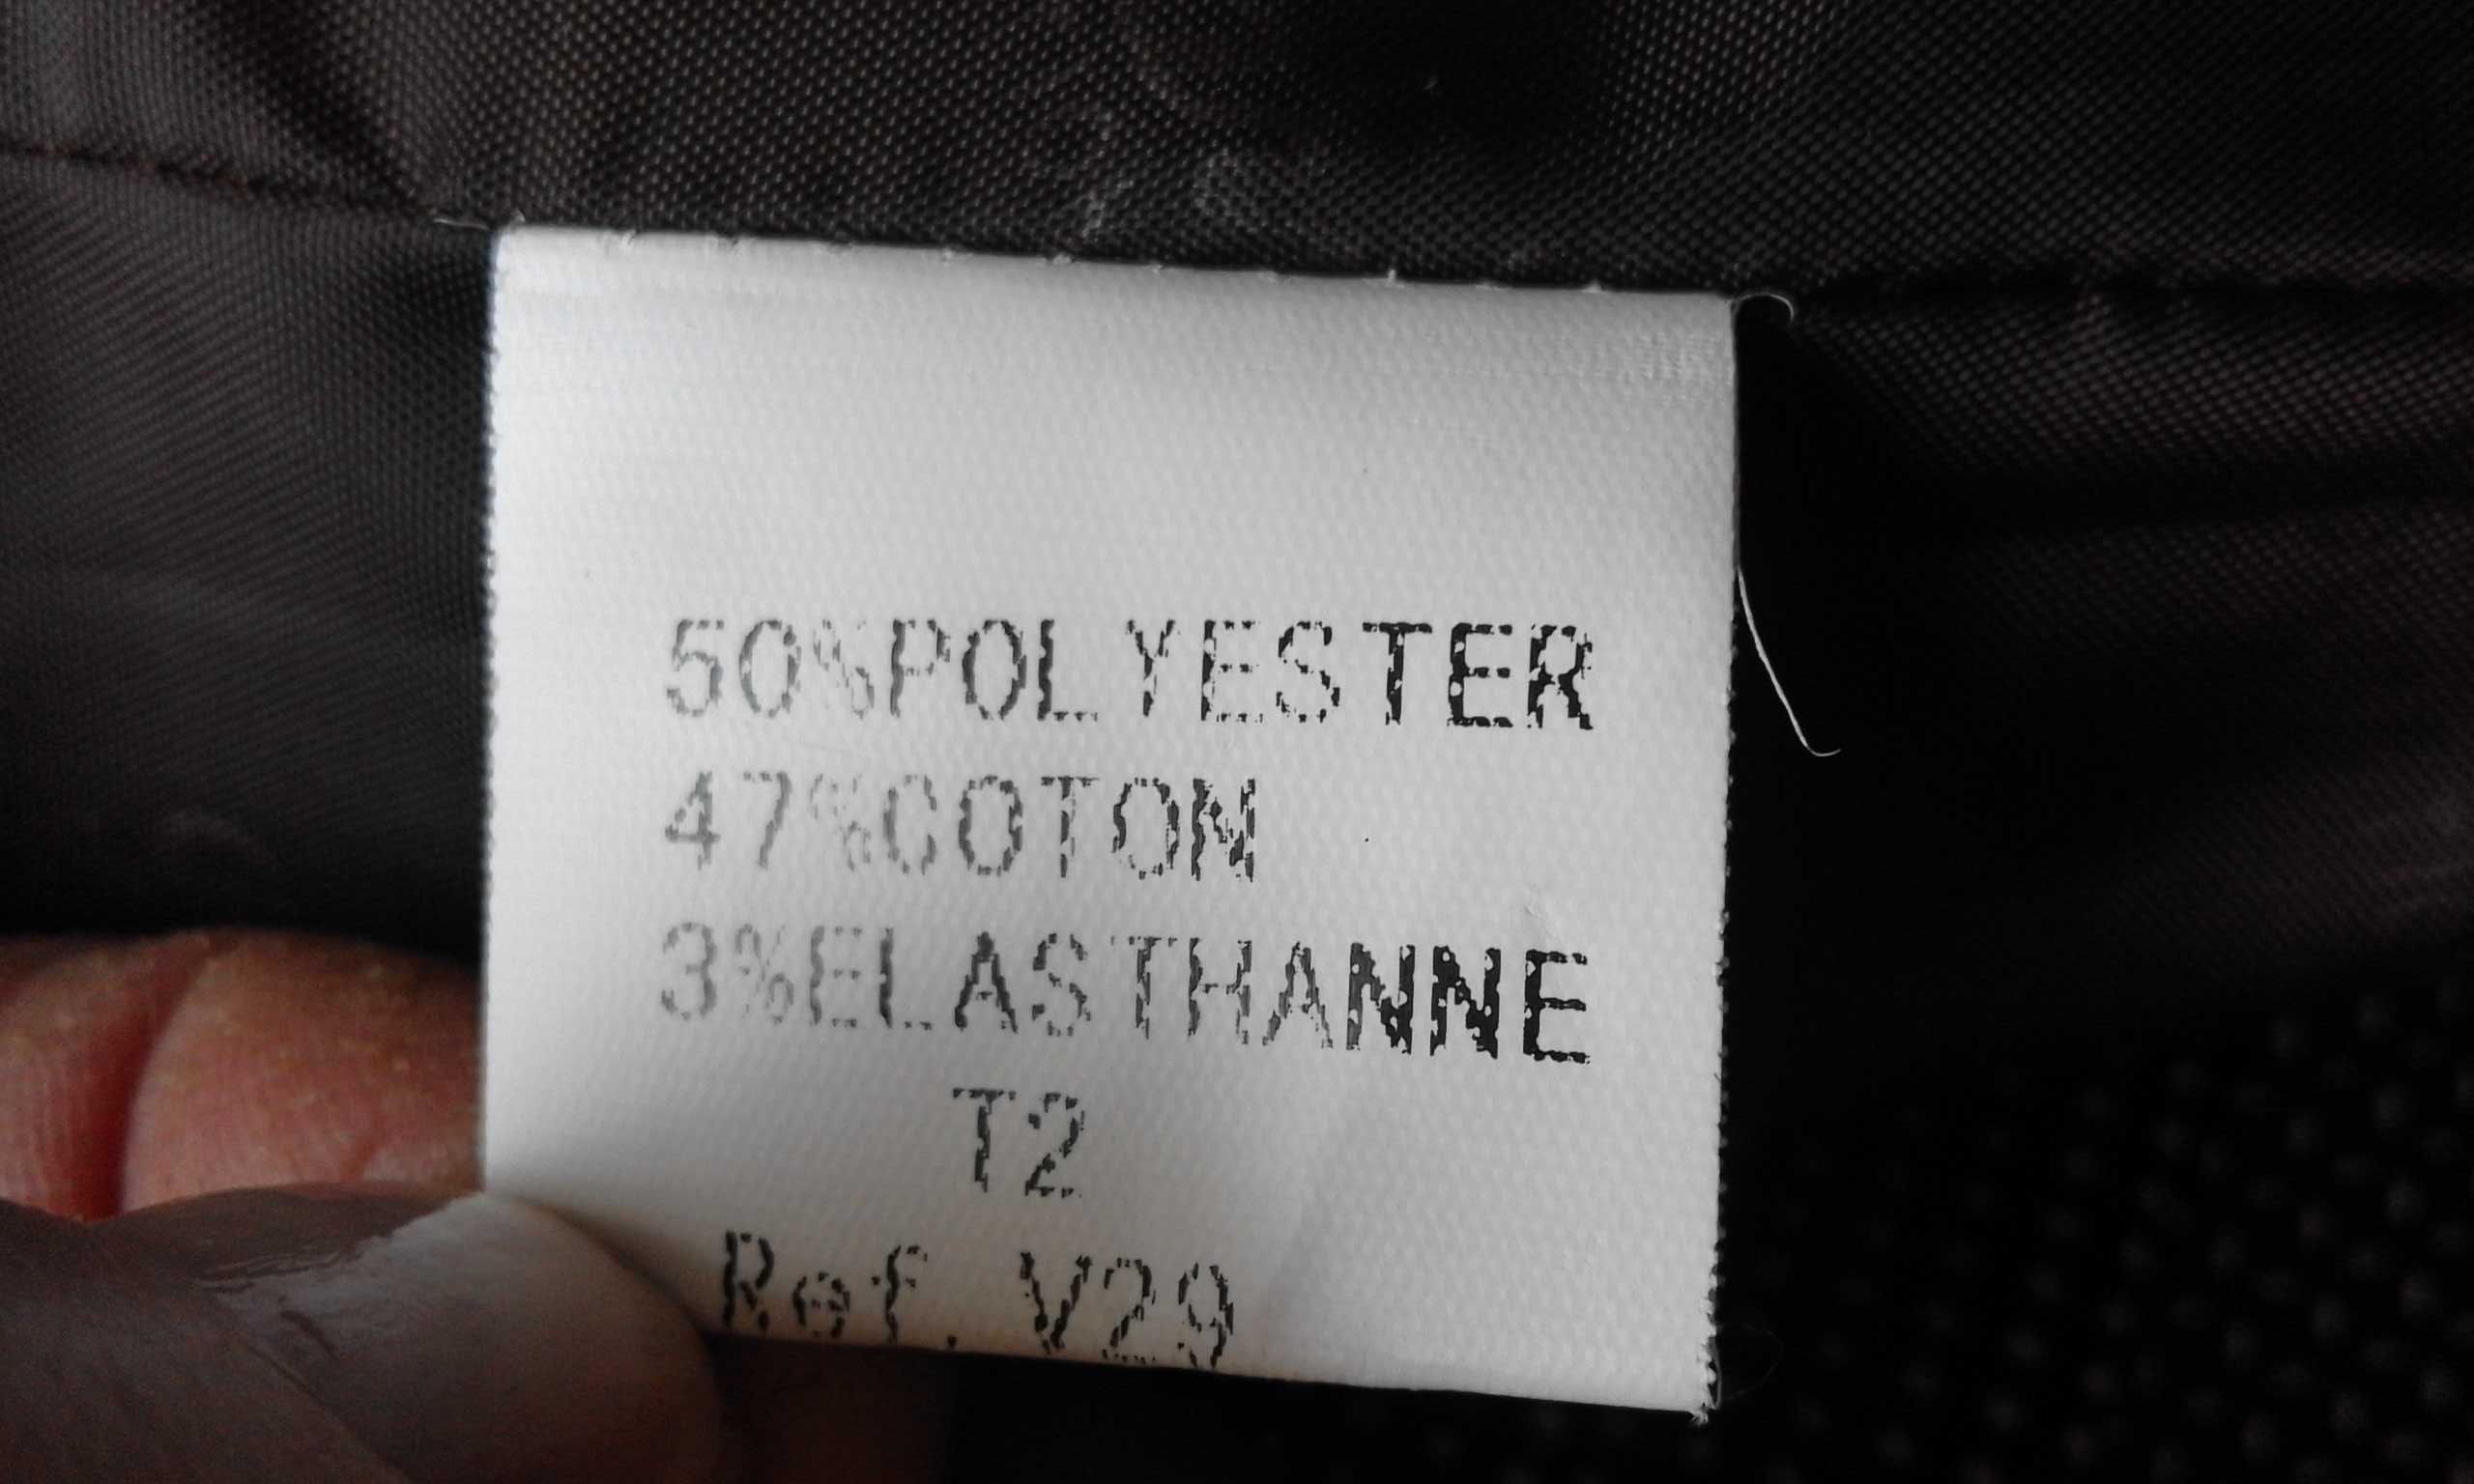 50%POLYESTER
47%COTON
3%ELASTHANNE
T2
Ref. V29